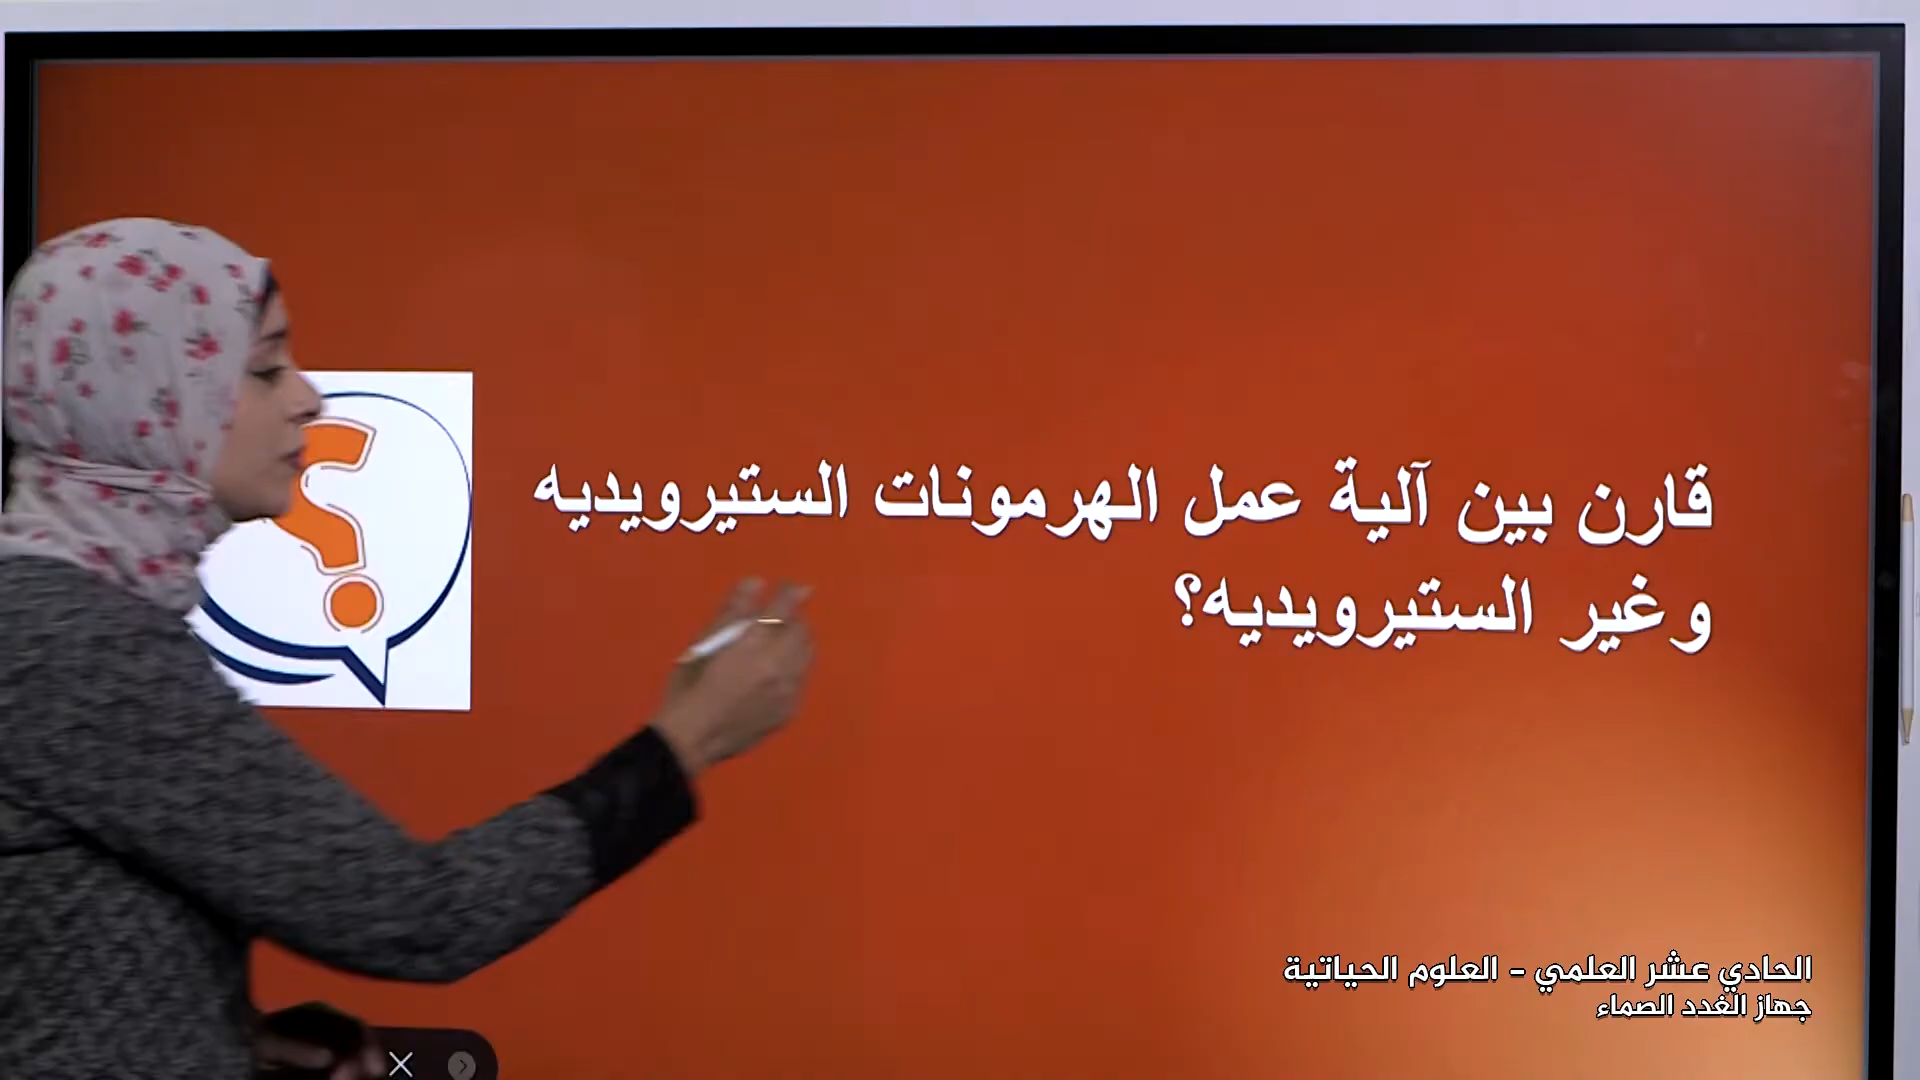 قارن بين آلية عمل الهرمونات الستيرويديه
وغير الستيرويديه؟
الحادي عشر العلمي - العلوم الحياتية
جهاز الغدد الصماء